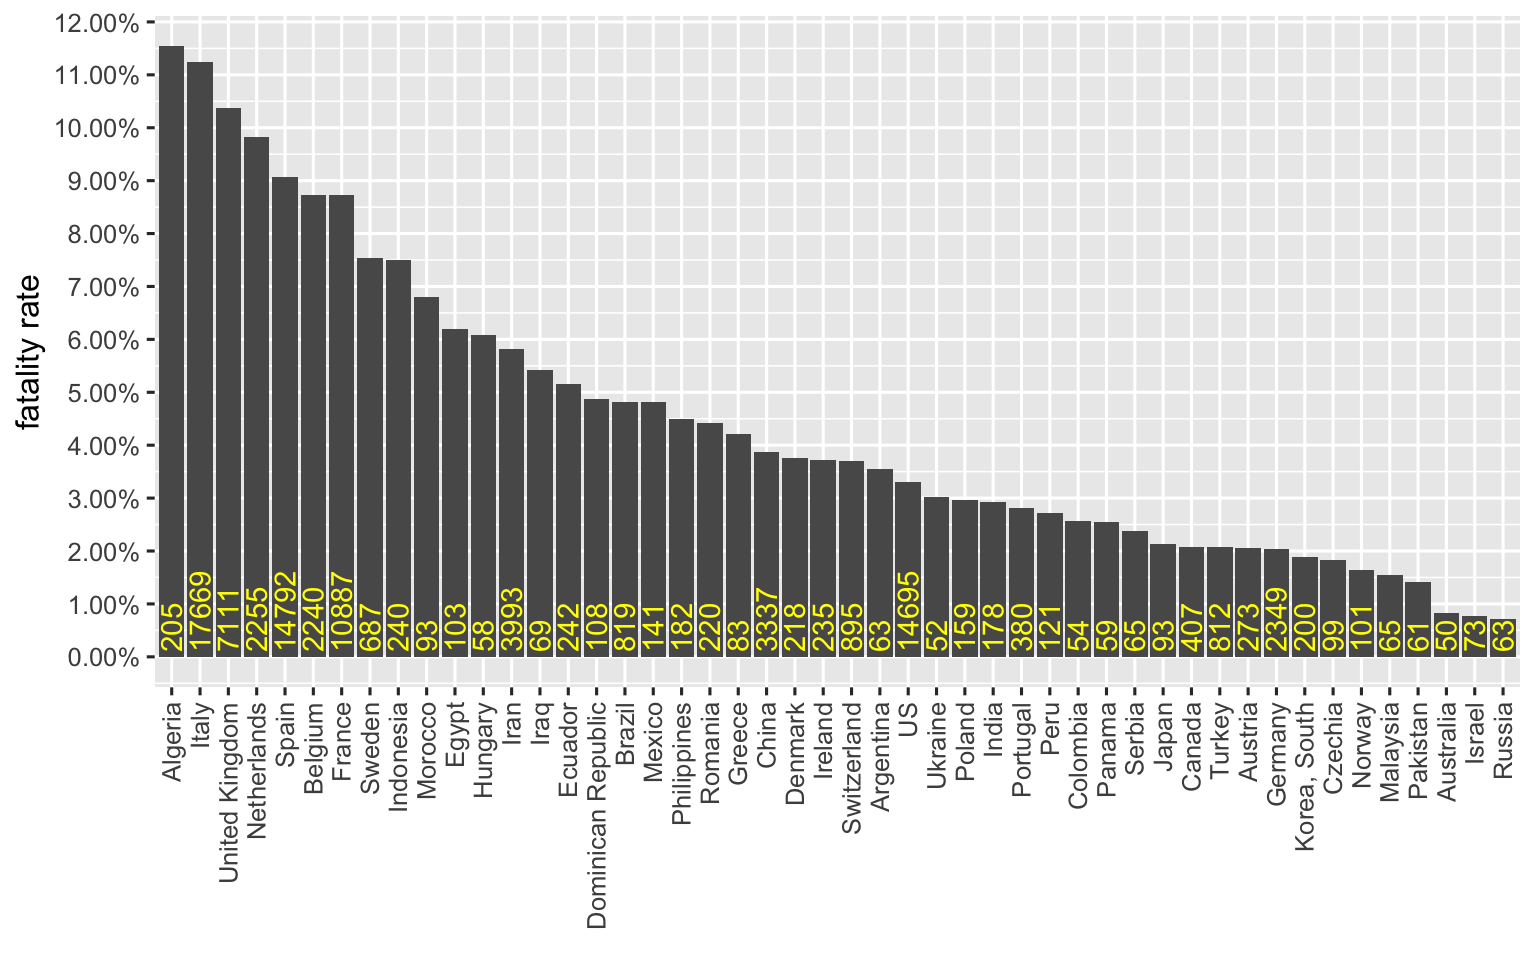 fatality rate
12.00%
11.00%
10.00%
9.00%
8.00%
7.00%
6.00%
5.00%
4.00%
3.00%
2.00%
1.00%
0.00%
205
17669
7111
2255
14792
2240
10887
687
240
93
103
58
3993
69
242
108
819
141
182
220
83
3337
218
235
895
63
14695
52
159
178
380
121
54
59
65
93
407
812
273
2349
200
99
101
65
61
50
73
63
Algeria
Italy
United Kingdom
Netherlands
Spain
Belgium
France
Sweden
Indonesia
Morocco
Egypt
Hungary
Iran
Iraq
Ecuador
Dominican Republic
Brazil
Mexico
Philippines
Romania
Greece
China
Denmark
Ireland
Switzerland
Argentina
US
Ukraine
Poland
India
Portugal
Peru
Colombia
Panama
Serbia
Japan
Canada
Turkey
Austria
Germany
Korea, South
Czechia
Norway
Malaysia
Pakistan
Australia
Israel
Russia